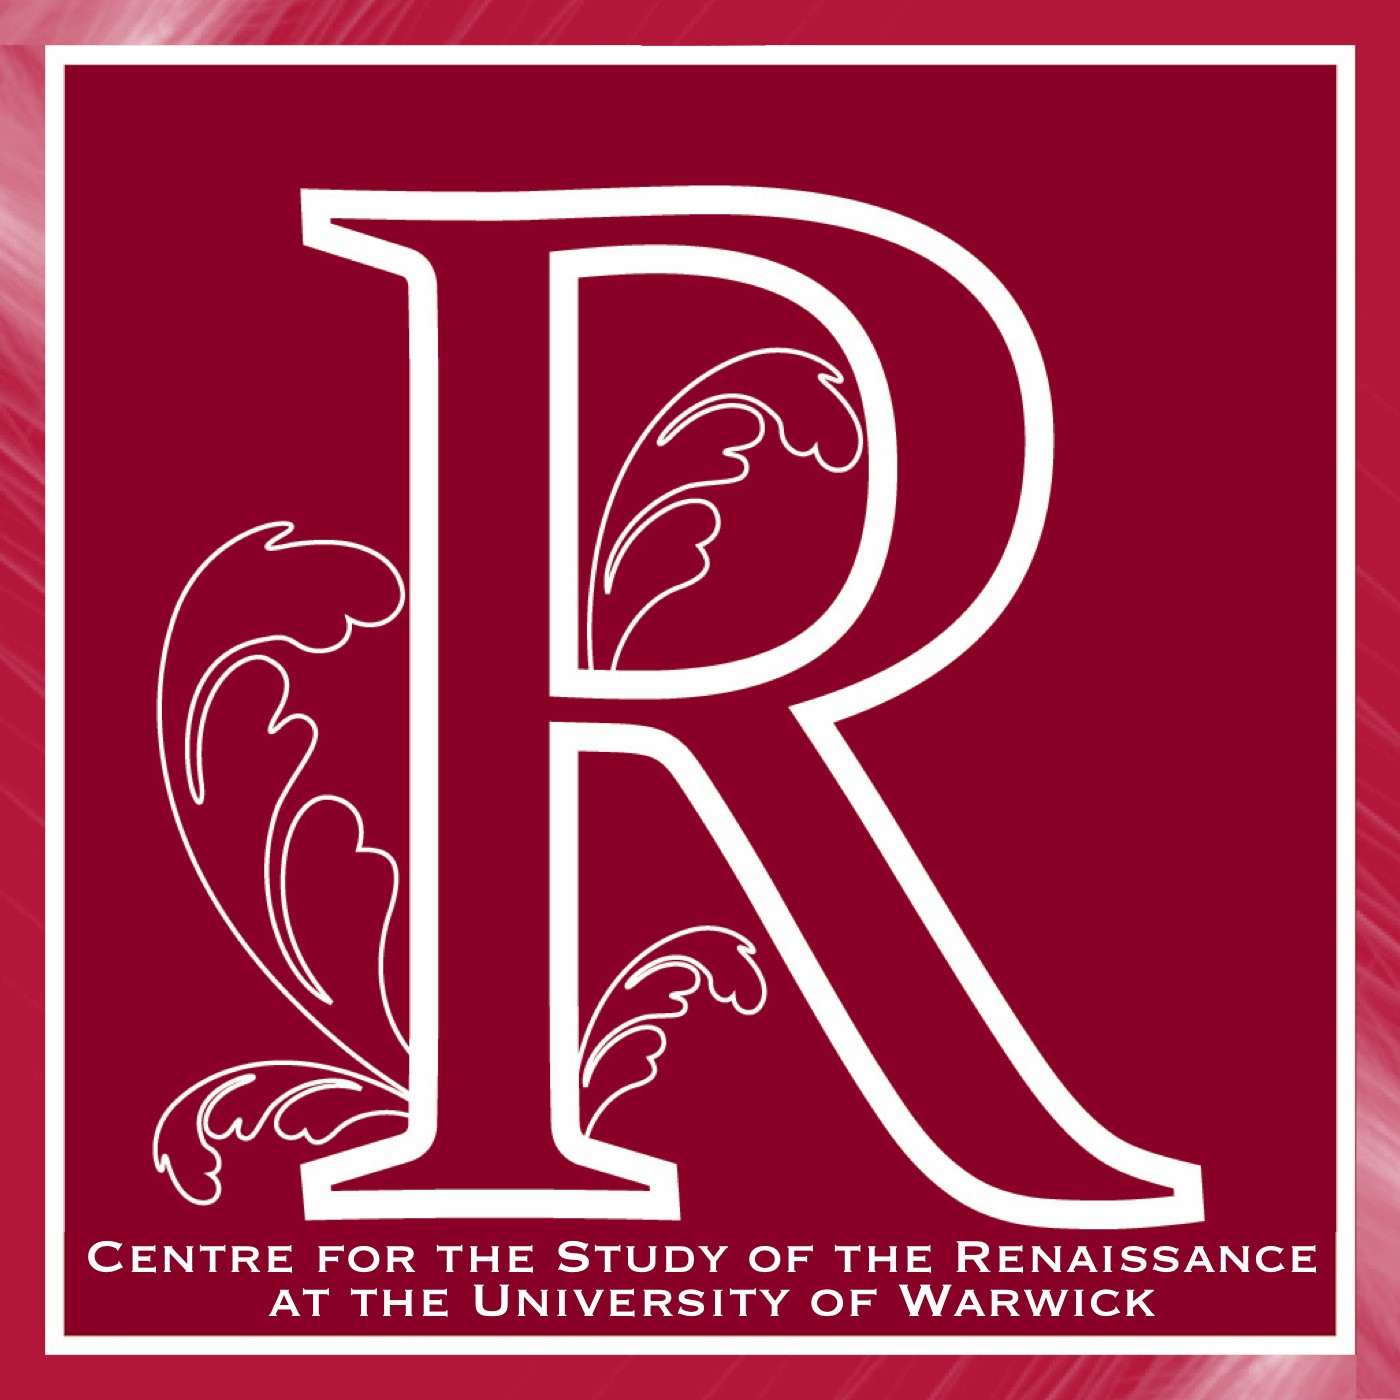 R
Centre for the Study of the Renaissance
at the University of Warwick